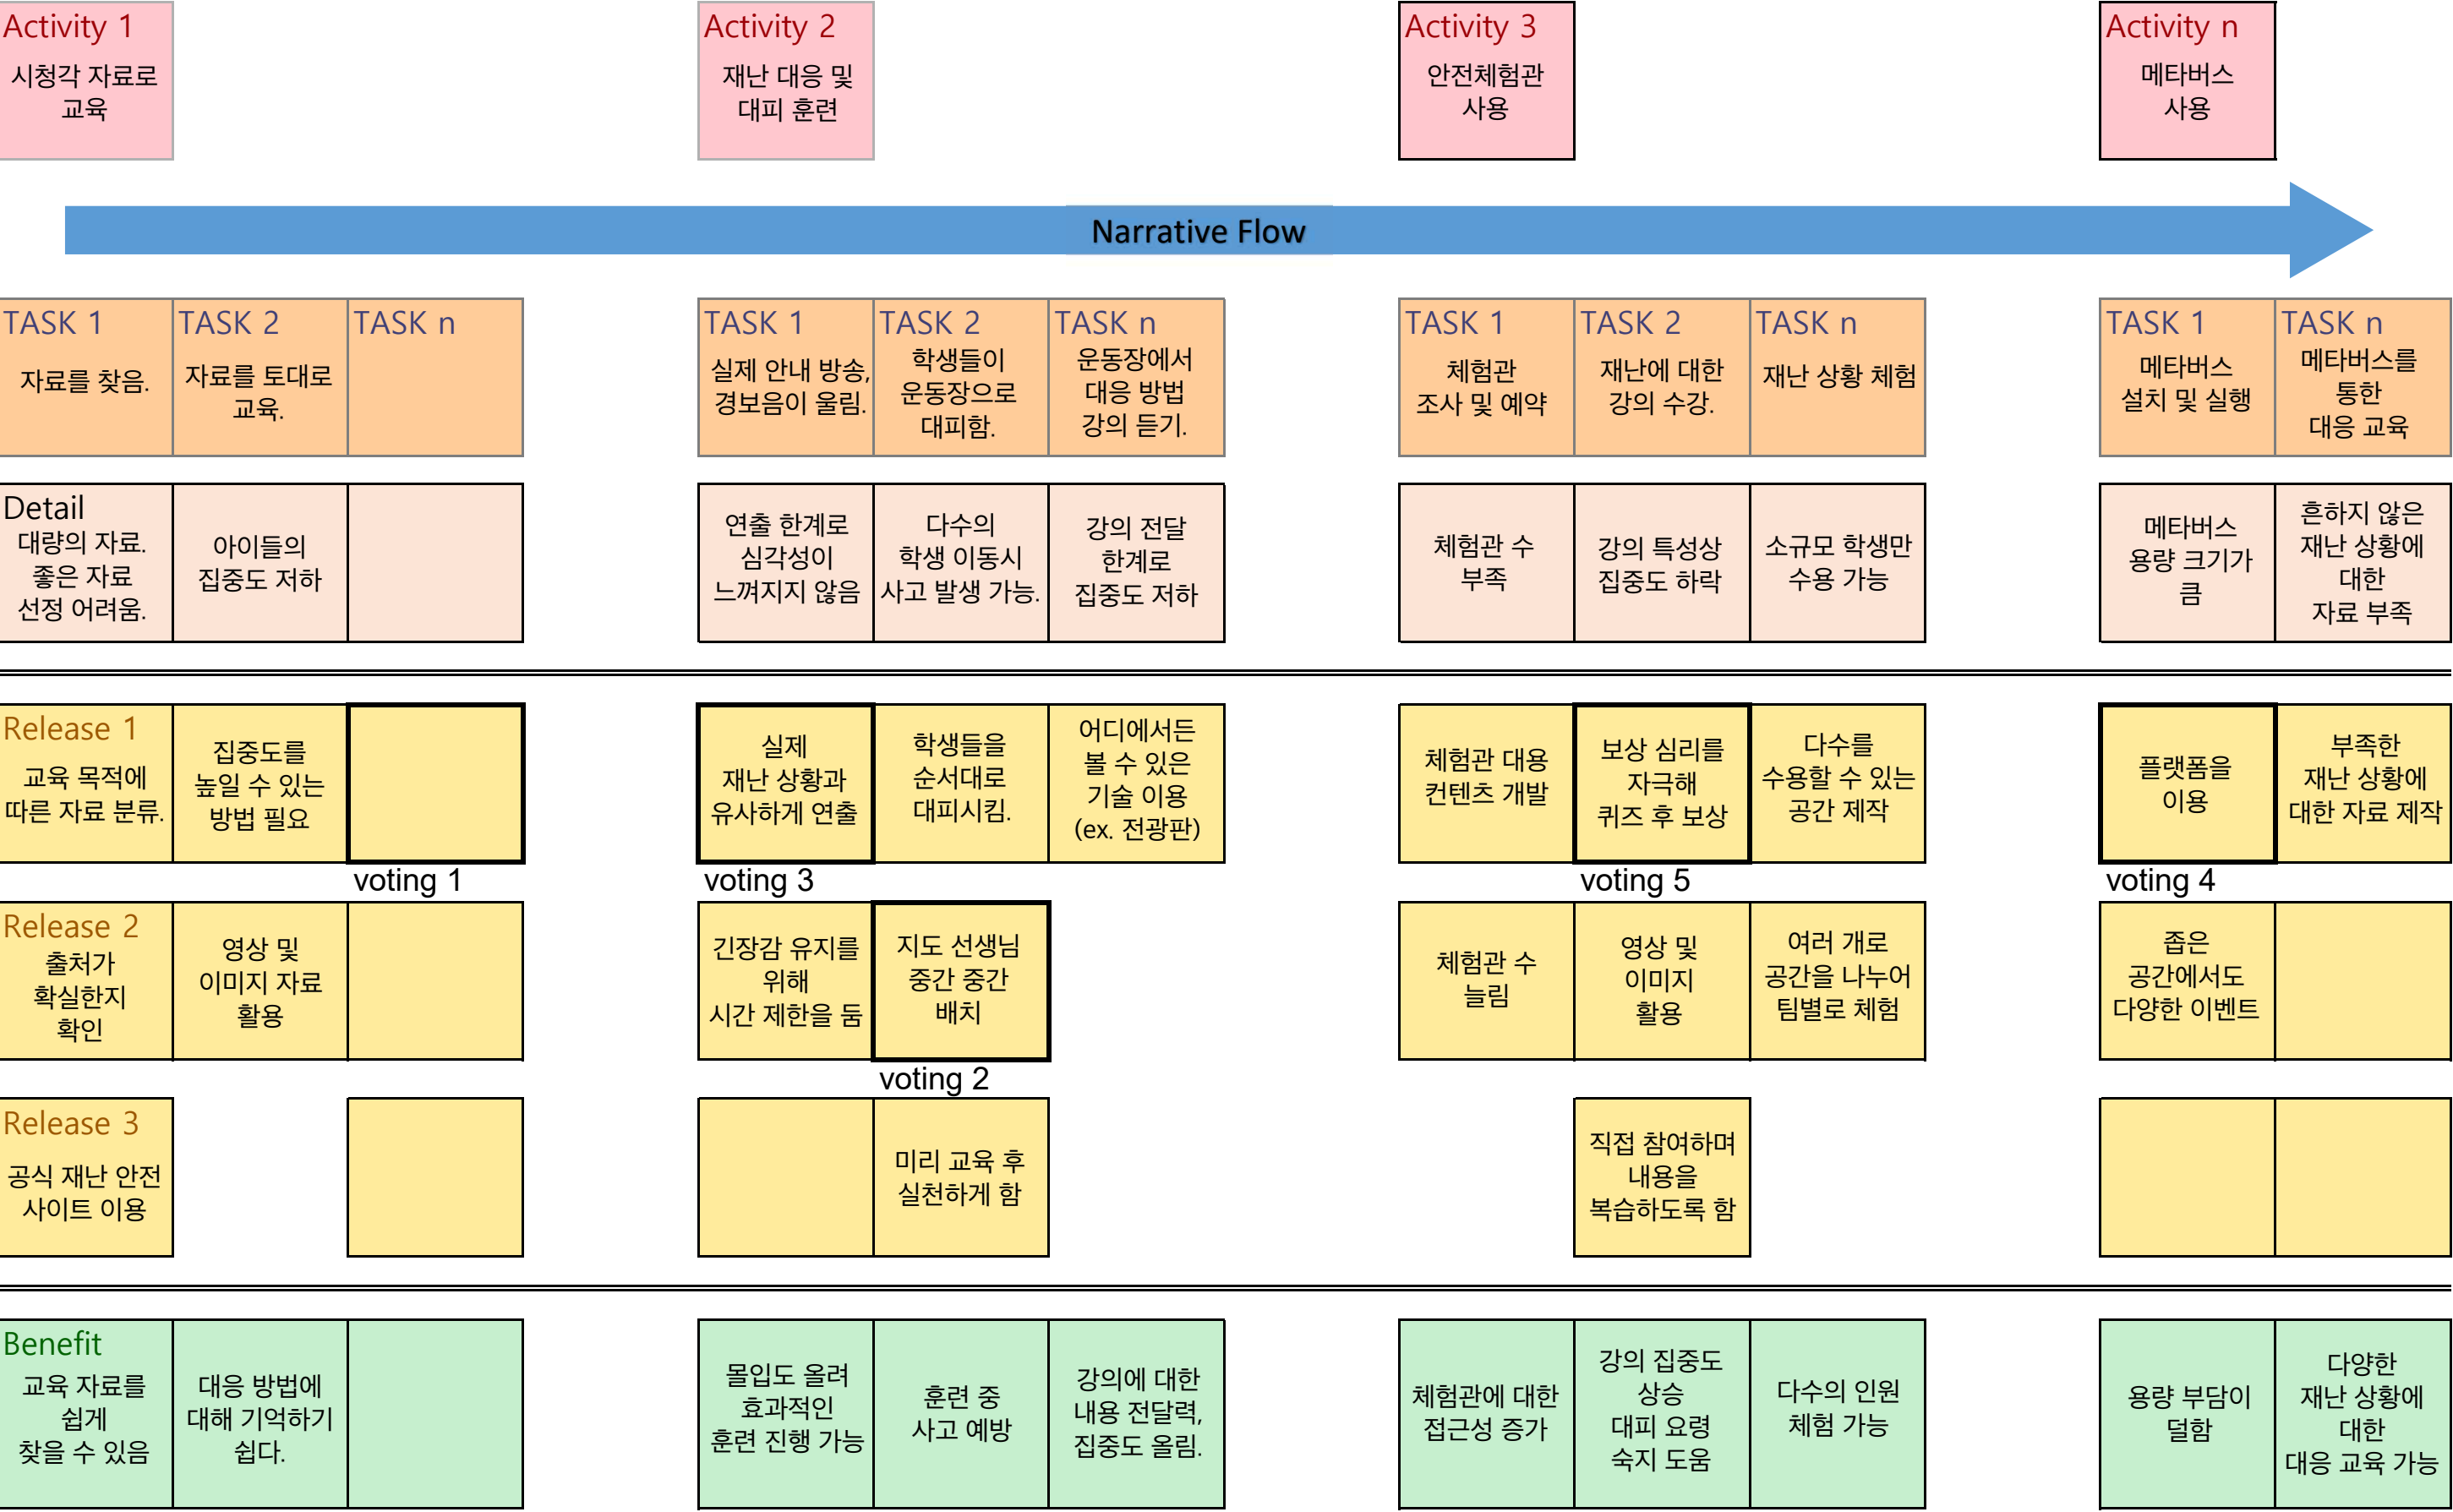 Activity 1
시청각 자료로
교육
Activity 2
재난 대응 및
대피 훈련
Activity 3
안전체험관
사용
Activity n
메타버스
사용
Narrative Flow
TASK 1
자료를 찾음.
TASK 2
자료를 토대로
교육.
TASK n
TASK 1
실제 안내 방송,
경보음이 울림.
TASK 2
학생들이
운동장으로
대피함.
TASK n
운동장에서
대응 방법
강의 듣기.
TASK 1
체험관
조사 및 예약
TASK 2
재난에 대한
강의 수강.
TASK n
재난 상황 체험
TASK 1
메타버스
설치 및 실행
TASK n
메타버스를
통한
대응 교육
Detail
대량의 자료.
좋은 자료
선정 어려움.
아이들의
집중도 저하
연출 한계로
심각성이
느껴지지 않음
다수의
학생 이동시
사고 발생 가능.
강의 전달
한계로
집중도 저하
체험관 수
부족
강의 특성상
집중도 하락
소규모 학생만
수용 가능
메타버스
용량 크기가
큼
흔하지 않은
재난 상황에
대한
자료 부족
Release 1
교육 목적에
따른 자료 분류.
집중도를
높일 수 있는
방법 필요
실제
재난 상황과
유사하게 연출
학생들을
순서대로
대피시킴.
어디에서든
볼 수 있은
기술 이용
(ex. 전광판)
체험관 대용
컨텐츠 개발
보상 심리를
자극해
퀴즈 후 보상
다수를
수용할 수 있는
공간 제작
플랫폼을
이용
부족한
재난 상황에
대한 자료 제작
voting 1
voting 3
voting 5
voting 4
Release 2
출처가
확실한지
확인
영상 및
이미지 자료
활용
긴장감 유지를
위해
시간 제한을 둠
지도 선생님
중간 중간
배치
체험관 수
늘림
영상 및
이미지
활용
여러 개로
공간을 나누어
팀별로 체험
좁은
공간에서도
다양한 이벤트
voting 2
Release 3
공식 재난 안전
사이트 이용
미리 교육 후
실천하게 함
직접 참여하며
내용을
복습하도록 함
Benefit
교육 자료를
쉽게
찾을 수 있음
대응 방법에
대해 기억하기
쉽다.
몰입도 올려
효과적인
훈련 진행 가능
훈련 중
사고 예방
강의에 대한
내용 전달력,
집중도 올림.
체험관에 대한
접근성 증가
강의 집중도
상승
대피 요령
숙지 도움
다수의 인원
체험 가능
용량 부담이
덜함
다양한
재난 상황에
대한
대응 교육 가능